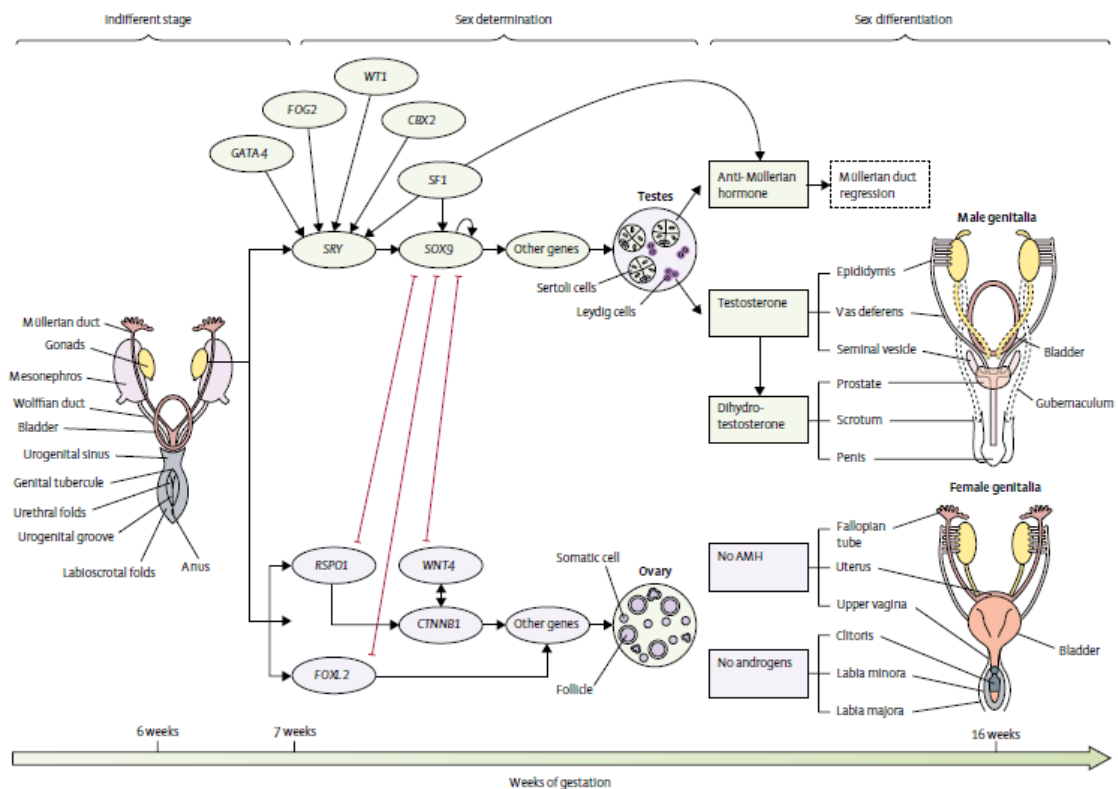 Indifferent stage
Sex determination
Sex differentiation
WT1
FOG2
CBX2
GATA4
SF1
SRY
SOX9
Other genes
Testes
Sertoli cells
Leydig cells
Anti-Müllerian
hormone
Müllerian duct
regression
Male genitalia
Testosterone
Epididymis
Vas deferens
Seminal vesicle
Bladder
Dihydro-
testosterone
Prostate
Scrotum
Penis
Gubernaculum
Müllerian duct
Gonads
Mesonephros
Wolffian duct
Bladder
Urogenital sinus
Genital tubercule
Urethral folds
Urogenital groove
Labioscrotal folds
Anus
RSPO1
WNT4
CTNNB1
Other genes
FOXL2
Ovary
Somatic cell
Follicle
Female genitalia
No AMH
Fallopian
tube
Uterus
Upper vagina
No androgens
Clitoris
Labia minora
Labia majora
Bladder
6 weeks
7 weeks
16 weeks
Weeks of gestation